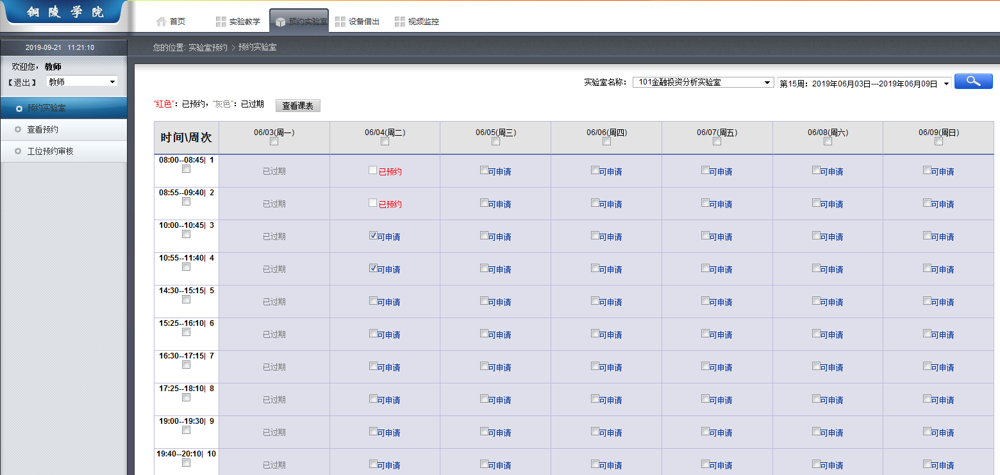 铜陵学院
首页 实验教学 预约实验室 设备借出 视频监控
2019-09-21 11:21:10
您的位置: 实验室预约 > 预约实验室
欢迎您， 教师
【退出】 教师
预约实验室
查看预约
工位预约审核
实验室名称： 101金融投资分析实验室 第15周：2019年06月03日---2019年06月09日
"红色"：已预约，"灰色"：已过期 查看课表
时间\周次 06/03(周一) 06/04(周二) 06/05(周三) 06/06(周四) 06/07(周五) 06/08(周六) 06/09(周日)
08:00--08:45| 1 已过期 已预约 可申请 可申请 可申请 可申请 可申请
08:55--09:40| 2 已过期 已预约 可申请 可申请 可申请 可申请 可申请
10:00--10:45| 3 已过期 可申请 可申请 可申请 可申请 可申请 可申请
10:55--11:40| 4 已过期 可申请 可申请 可申请 可申请 可申请 可申请
14:30--15:15| 5 已过期 可申请 可申请 可申请 可申请 可申请 可申请
15:25--16:10| 6 已过期 可申请 可申请 可申请 可申请 可申请 可申请
16:30--17:15| 7 已过期 可申请 可申请 可申请 可申请 可申请 可申请
17:25--18:10| 8 已过期 可申请 可申请 可申请 可申请 可申请 可申请
19:00--19:30| 9 已过期 可申请 可申请 可申请 可申请 可申请 可申请
19:40--20:10| 10 已过期 可申请 可申请 可申请 可申请 可申请 可申请